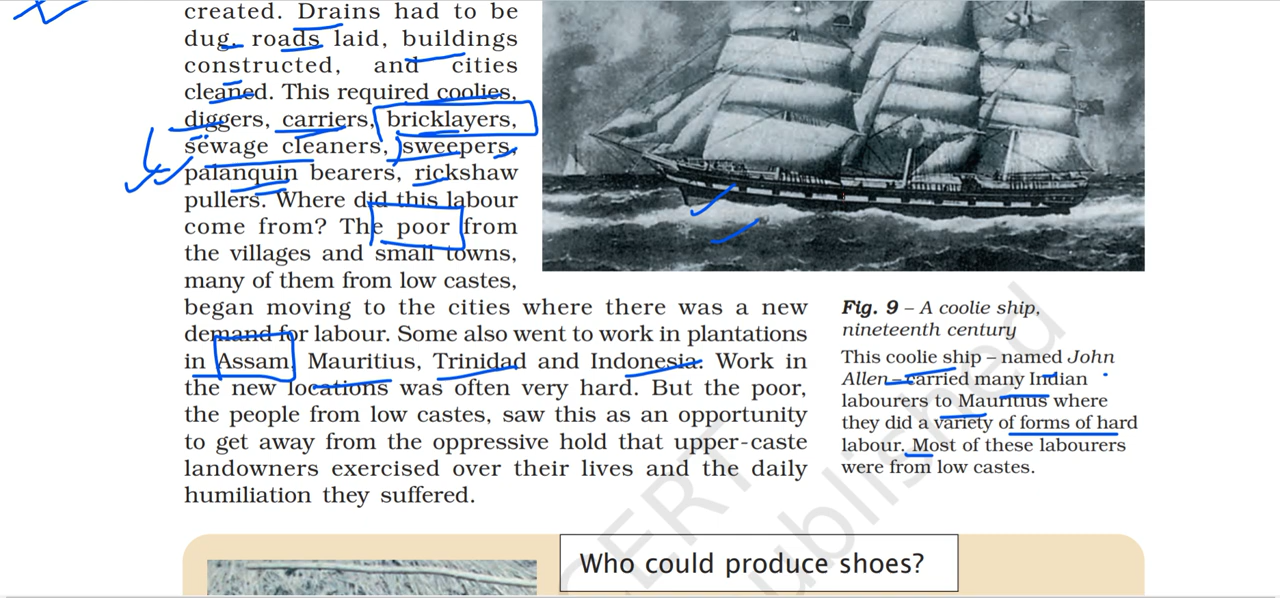 created. Drains had to be
dug, roads laid, buildings
constructed, and cities
cleaned. This required coolies,
diggers, carriers, bricklayers,
sewage cleaners, sweepers,
palanquin bearers, rickshaw
pullers. Where did this labour
come from? The poor from
the villages and small towns,
many of them from low castes,
began moving to the cities where there was a new
demand for labour. Some also went to work in plantations
in Assam, Mauritius, Trinidad and Indonesia. Work in
the new locations was often very hard. But the poor,
the people from low castes, saw this as an opportunity
to get away from the oppressive hold that upper-caste
landowners exercised over their lives and the daily
humiliation they suffered.
Fig. 9 – A coolie ship,
nineteenth century
This coolie ship – named John
Allen – carried many Indian
labourers to Mauritius where
they did a variety of forms of hard
labour. Most of these labourers
were from low castes.
Who could produce shoes?